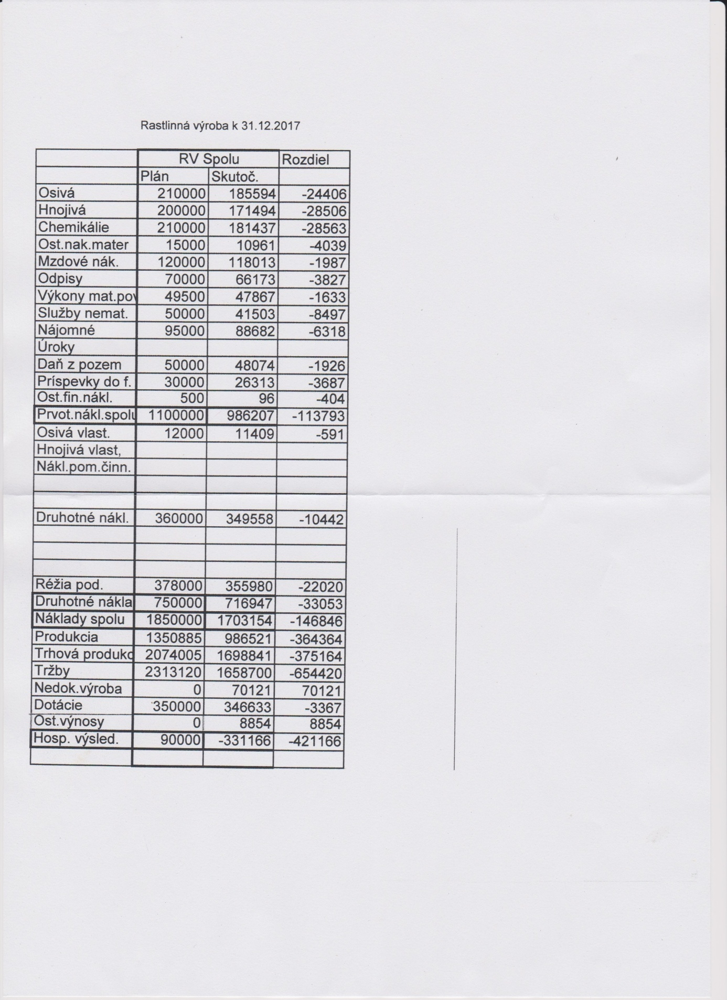 Rastlinná výroba k 31.12.2017
RV Spolu Rozdiel
Plán Skutoč.
Osivá 210000 185594 -24406
Hnojivá 200000 171494 -28506
Chemikálie 210000 181437 -28563
Ost.nak.mater 15000 10961 -4039
Mzdové nák. 120000 118013 -1987
Odpisy 70000 66173 -3827
Výkony mat.pov 49500 47867 -1633
Služby nemat. 50000 41503 -8497
Nájomné 95000 88682 -6318
Úroky
Daň z pozem 50000 48074 -1926
Príspevky do f. 30000 26313 -3687
Ost.fin.nákl. 500 96 -404
Prvot.nákl.spolu 1100000 986207 -113793
Osivá vlast. 12000 11409 -591
Hnojivá vlast,
Nákl.pom.činn.
Druhotné nákl. 360000 349558 -10442
Réžia pod. 378000 355980 -22020
Druhotné nákla 750000 716947 -33053
Náklady spolu 1850000 1703154 -146846
Produkcia 1350885 986521 -364364
Trhová produkc 2074005 1698841 -375164
Tržby 2313120 1658700 -654420
Nedok.výroba 0 70121 70121
Dotácie 350000 346633 -3367
Ost.výnosy 0 8854 8854
Hosp. výsled. 90000 -331166 -421166